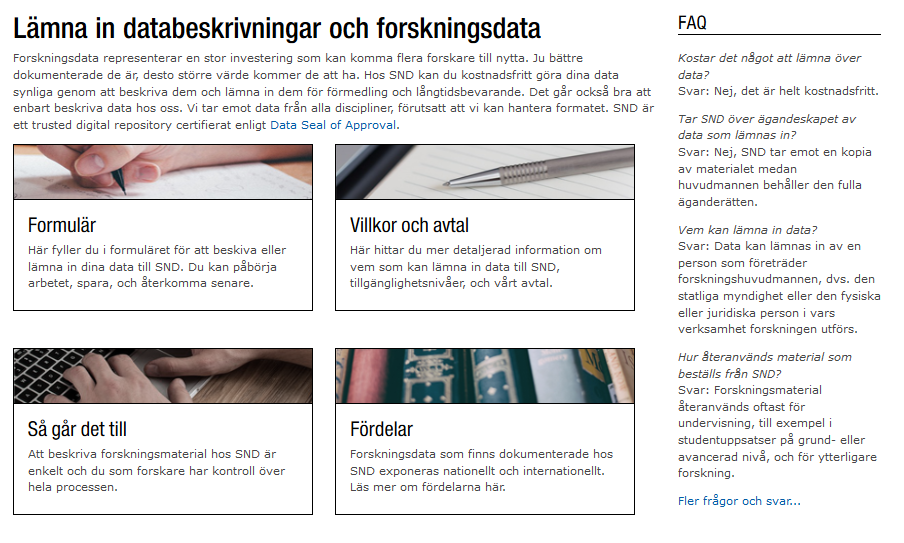 Lämna in databeskrivningar och forskningsdata
Forskningsdata representerar en stor investering som kan komma flera forskare till nytta. Ju bättre
dokumenterade de är, desto större värde kommer de att ha. Hos SND kan du kostnadsfritt göra dina data
synliga genom att beskriva dem och lämna in dem för förmedling och långtidsbevarande. Det går också bra att
enbart beskriva data hos oss. Vi tar emot data från alla discipliner, förutsatt att vi kan hantera formatet. SND är
ett trusted digital repository certifierat enligt Data Seal of Approval.
Formulär
Här fyller du i formuläret för att beskiva eller
lämna in dina data till SND. Du kan påbörja
arbetet, spara, och återkomma senare.
Villkor och avtal
Här hittar du mer detaljerad information om
vem som kan lämna in data till SND,
tillgänglighetsnivåer, och vårt avtal.
Så går det till
Att beskriva forskningsmaterial hos SND är
enkelt och du som forskare har kontroll över
hela processen.
Fördelar
Forskningsdata som finns dokumenterade hos
SND exponeras nationellt och internationellt.
Läs mer om fördelarna här.
FAQ
Kostar det något att lämna över
data?
Svar: Nej, det är helt kostnadsfritt.
Tar SND över ägandeskapet av
data som lämnas in?
Svar: Nej, SND tar emot en kopia
av materialet medan
huvudmannen behåller den fulla
äganderätten.
Vem kan lämna in data?
Svar: Data kan lämnas in av en
person som företräder
forskningshuvudmannen, dvs. den
statliga myndighet eller den fysiska
eller juridiska person i vars
verksamhet forskningen utförs.
Hur återanvänds material som
beställs från SND?
Svar: Forskningsmaterial
återanvänds oftast för
undervisning, till exempel i
studentuppsatser på grund- eller
avancerad nivå, och för ytterligare
forskning.
Fler frågor och svar...